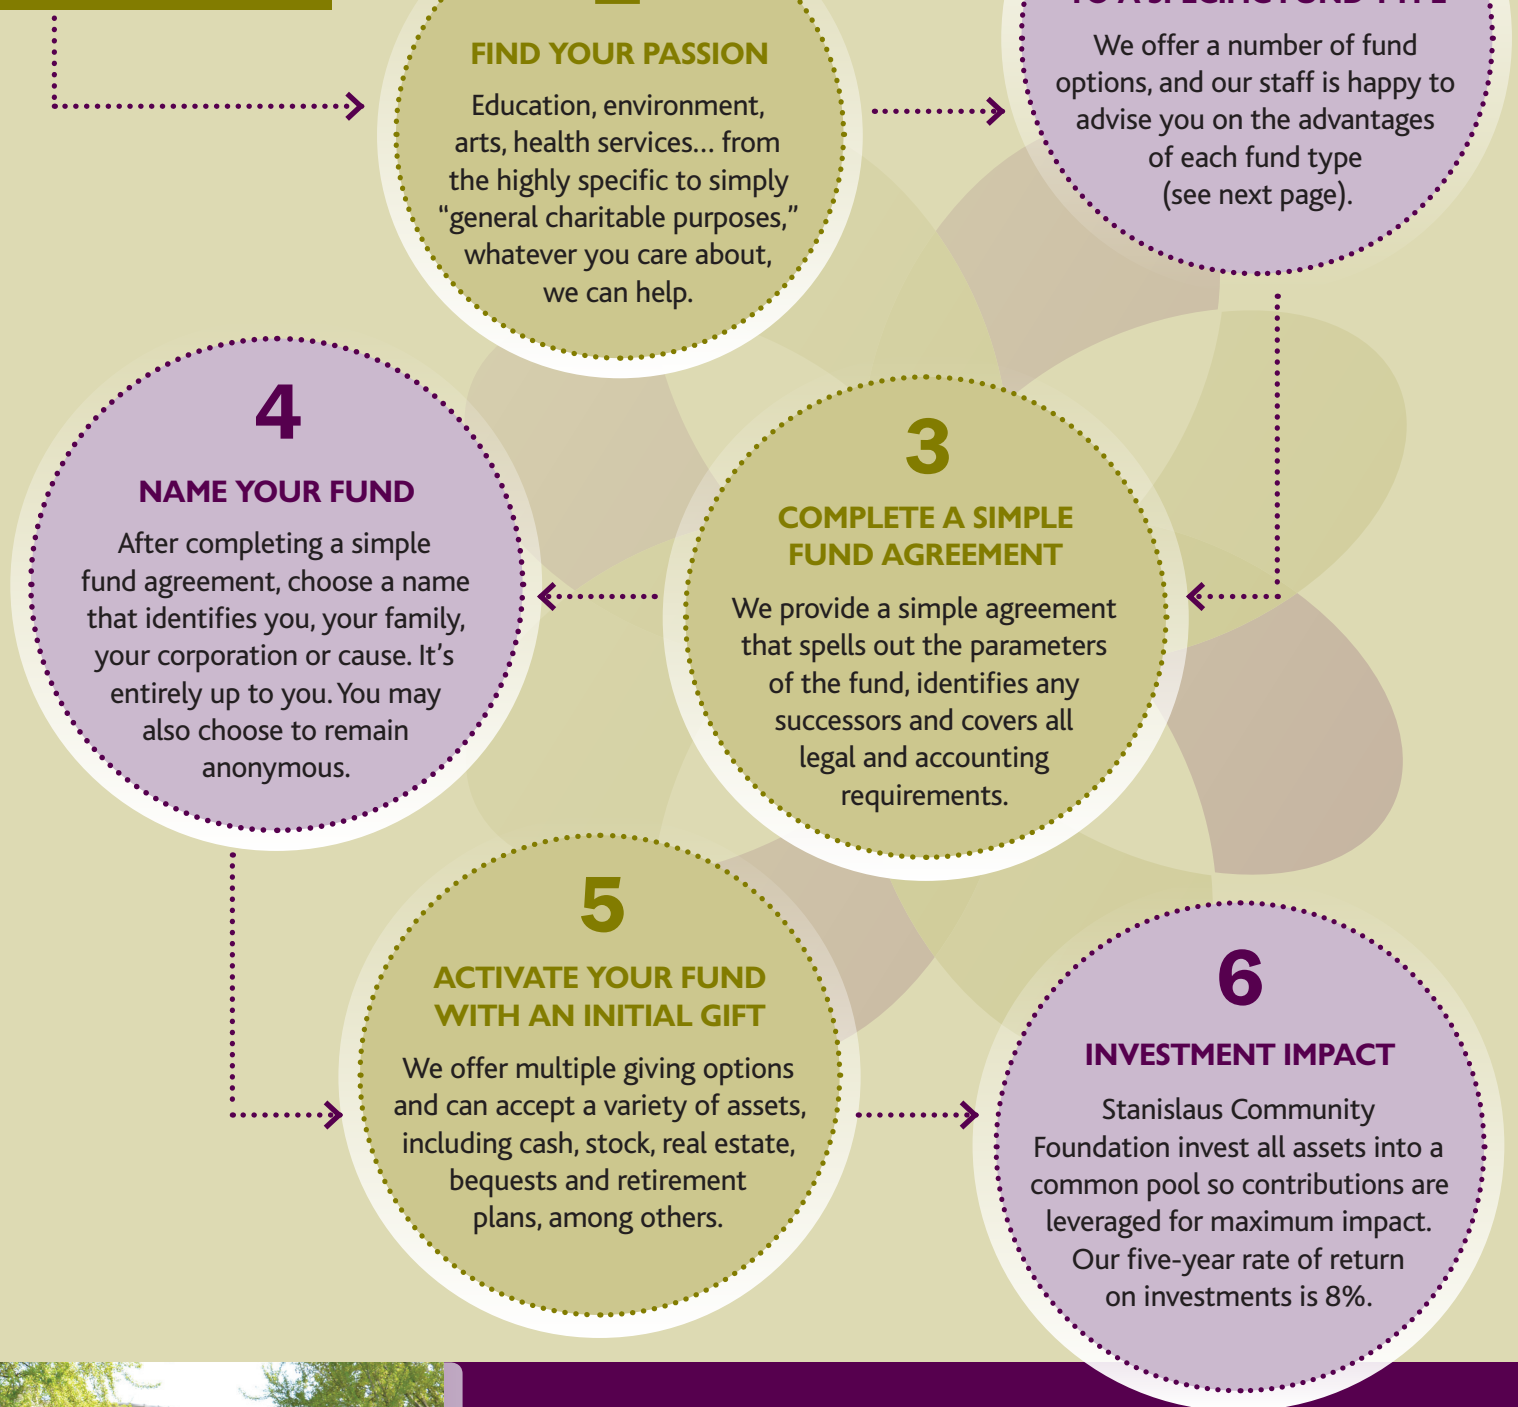 FIND YOUR PASSION
Education, environment,
arts, health services... from
the highly specific to simply
“general charitable purposes,”
whatever you care about,
we can help.
TO A SPECIFIC FUND TYPE
We offer a number of fund
options, and our staff is happy to
advise you on the advantages
of each fund type
(see next page).
3
COMPLETE A SIMPLE
FUND AGREEMENT
We provide a simple agreement
that spells out the parameters
of the fund, identifies any
successors and covers all
legal and accounting
requirements.
4
NAME YOUR FUND
After completing a simple
fund agreement, choose a name
that identifies you, your family,
your corporation or cause. It’s
entirely up to you. You may
also choose to remain
anonymous.
5
ACTIVATE YOUR FUND
WITH AN INITIAL GIFT
We offer multiple giving options
and can accept a variety of assets,
including cash, stock, real estate,
bequests and retirement
plans, among others.
6
INVESTMENT IMPACT
Stanislaus Community
Foundation invest all assets into a
common pool so contributions are
leveraged for maximum impact.
Our five-year rate of return
on investments is 8%.